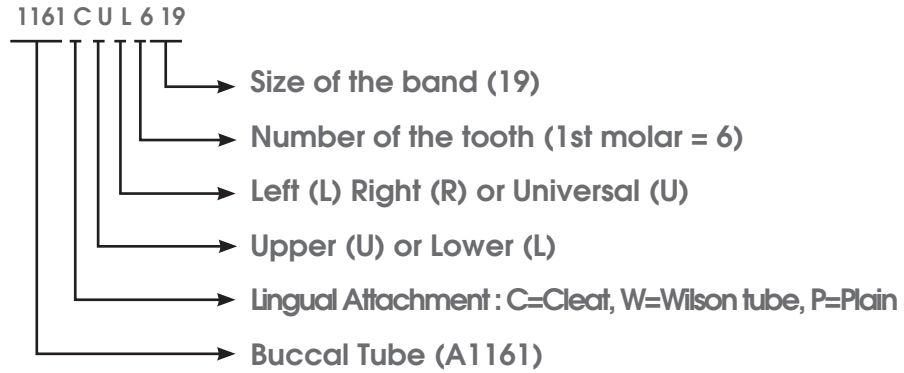 1161 C U L 6 19
Size of the band (19)
Number of the tooth (1st molar = 6)
Left (L) Right (R) or Universal (U)
Upper (U) or Lower (L)
Lingual Attachment : C=Cleat, W=Wilson tube, P=Plain
Buccal Tube (A1161)